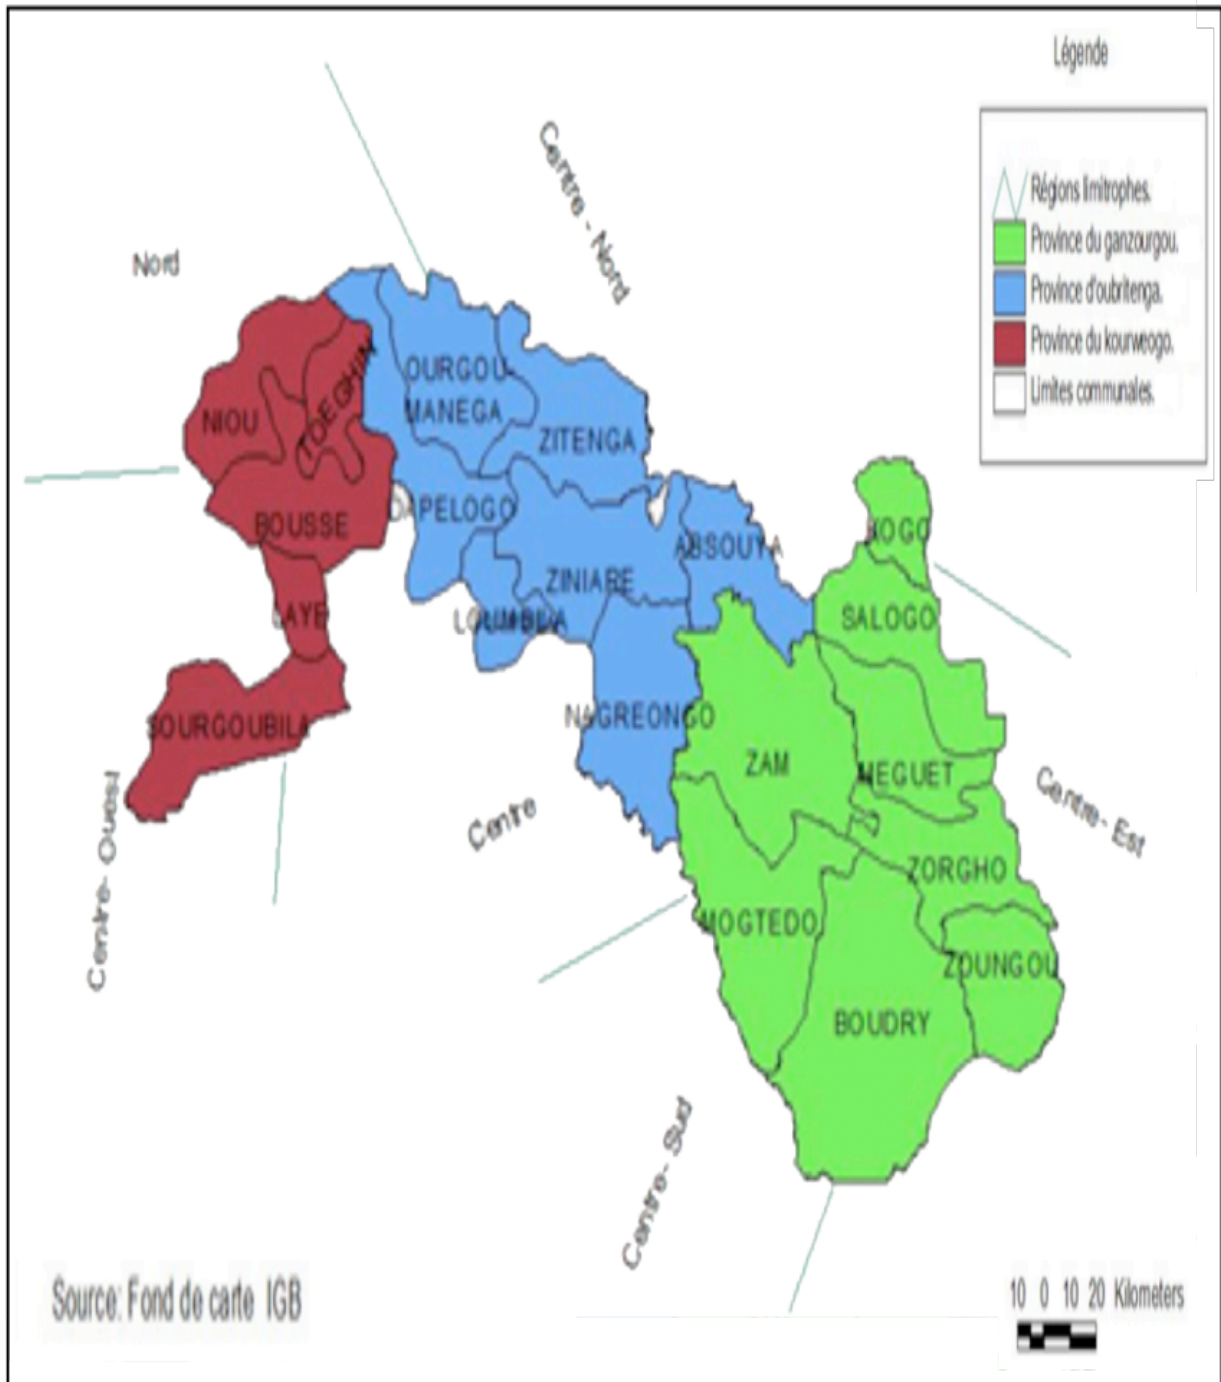 Légende
Régions limitrophes.
Province du ganzourgou.
Province d'oubritenga.
Province du kourweogo.
Limites communales.
Centre - Nord
Nord
OURGOU-
MANEGA
TOEGHIN
NIOU
ZITENGA
DAPELOGO
BOUSSE
ABSOUYA
KOGO
ZINIARE
LAYE
LOUMBILA
SALOGO
NAGREONGO
SOURGOUBILA
ZAM
MEGUET
Centre - Est
Centre
Centre - Ouest
ZORGHO
MOGTEDO
ZOUNGOU
BOUDRY
Centre - Sud
Source: Fond de carte IGB
10 0 10 20 Kilometers